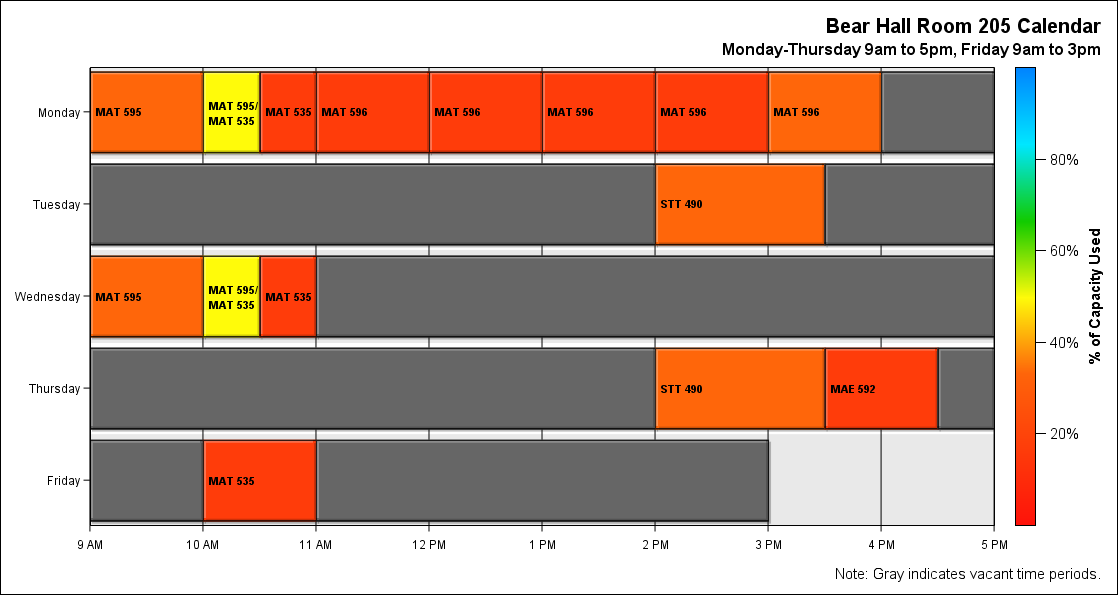 Bear Hall Room 205 Calendar
Monday-Thursday 9am to 5pm, Friday 9am to 3pm
Monday
MAT 595
MAT 595/
MAT 535
MAT 535
MAT 596
MAT 596
MAT 596
MAT 596
MAT 596
Tuesday
STT 490
Wednesday
MAT 595
MAT 595/
MAT 535
MAT 535
Thursday
STT 490
MAE 592
Friday
MAT 535
9 AM
10 AM
11 AM
12 PM
1 PM
2 PM
3 PM
4 PM
5 PM
80%
60%
40%
20%
% of Capacity Used
Note: Gray indicates vacant time periods.